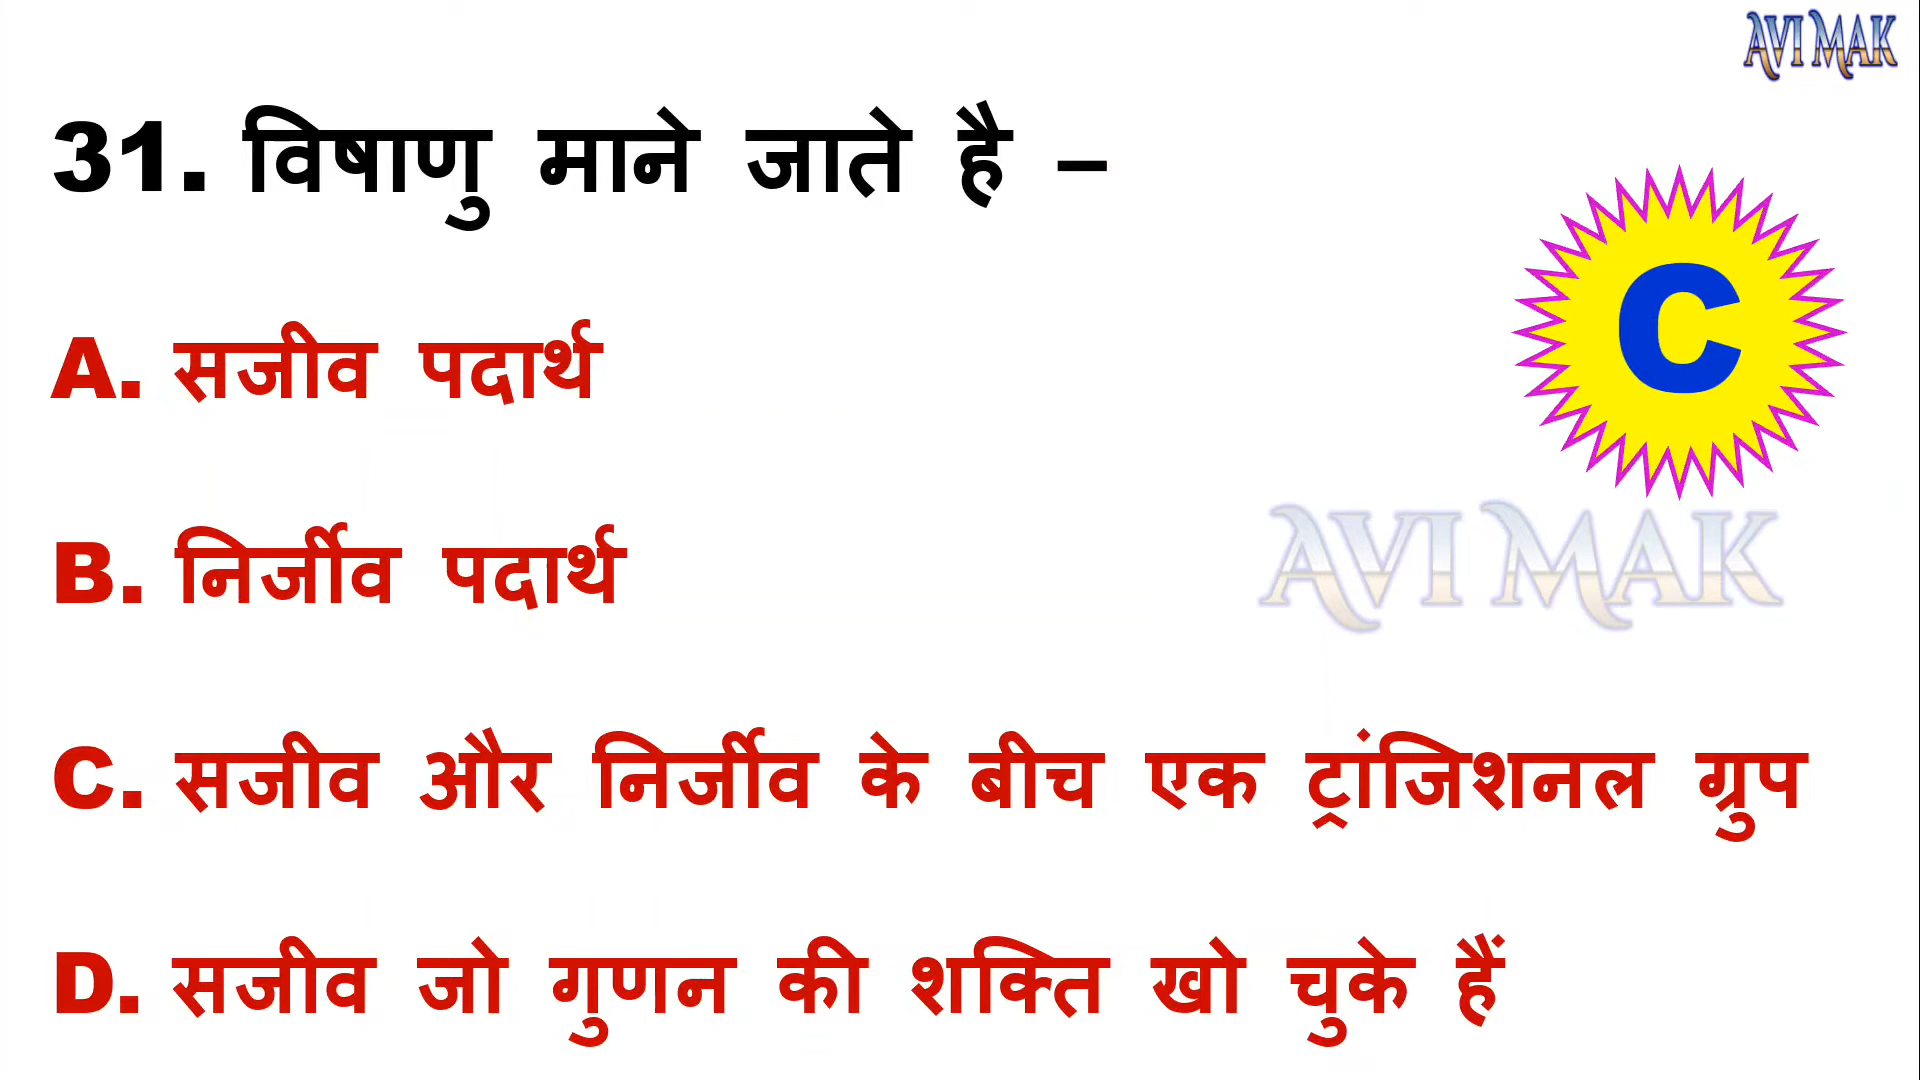 AVI MAK
31. विषाणु माने जाते है –
C
A. सजीव पदार्थ
AVI MAK
B. निर्जीव पदार्थ
C. सजीव और निर्जीव के बीच एक ट्रांजिशनल ग्रुप
D. सजीव जो गुणन की शक्ति खो चुके हैं